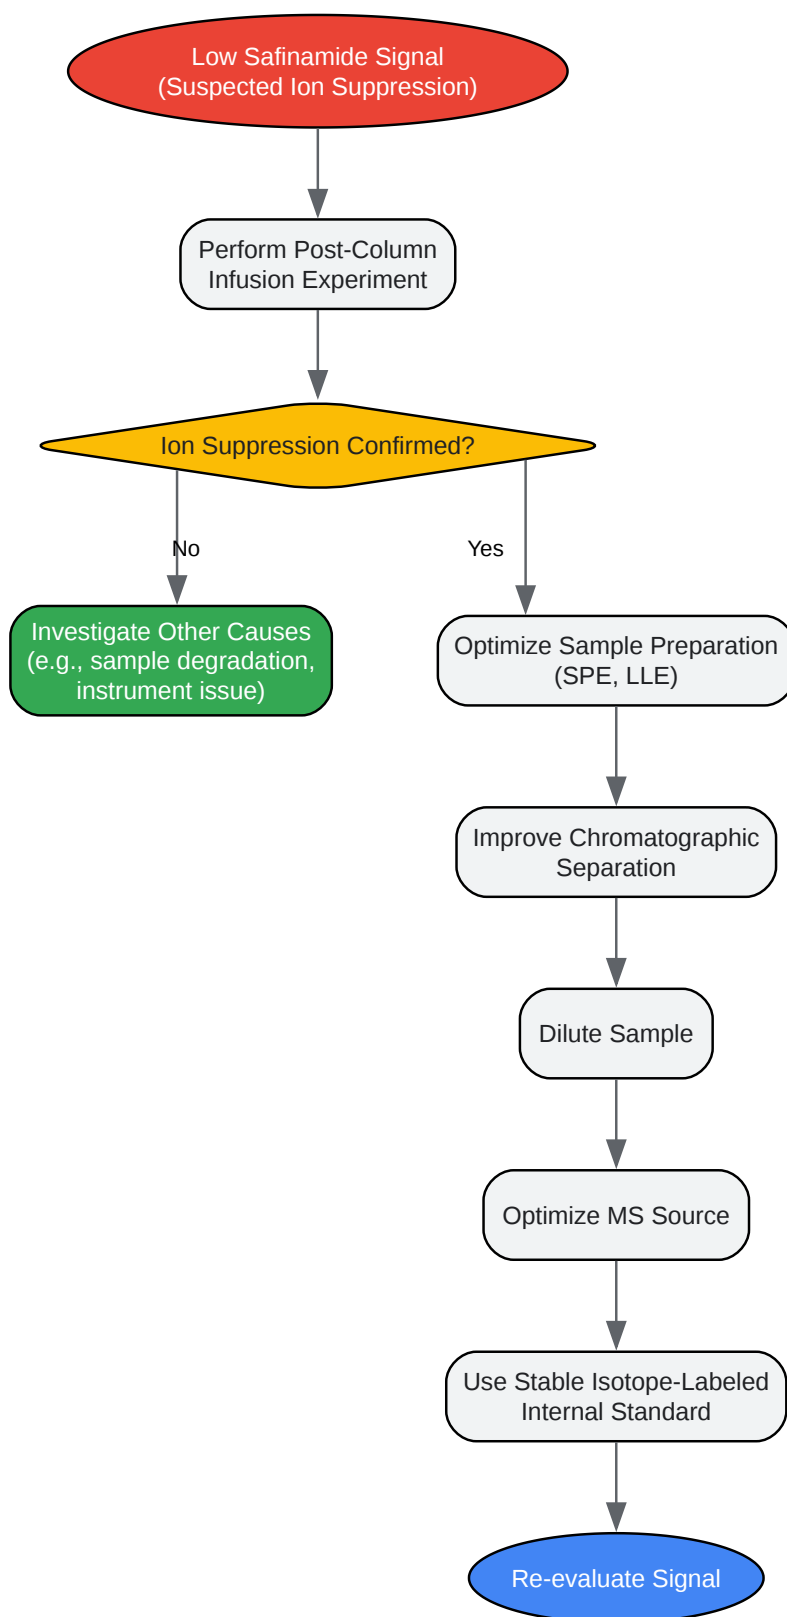 Low Safinamide Signal
(Suspected Ion Suppression)
Perform Post-Column
Infusion Experiment
Ion Suppression Confirmed?
No
Yes
Investigate Other Causes
(e.g., sample degradation,
instrument issue)
Optimize Sample Preparation
(SPE, LLE)
Improve Chromatographic
Separation
Dilute Sample
Optimize MS Source
Use Stable Isotope-Labeled
Internal Standard
Re-evaluate Signal